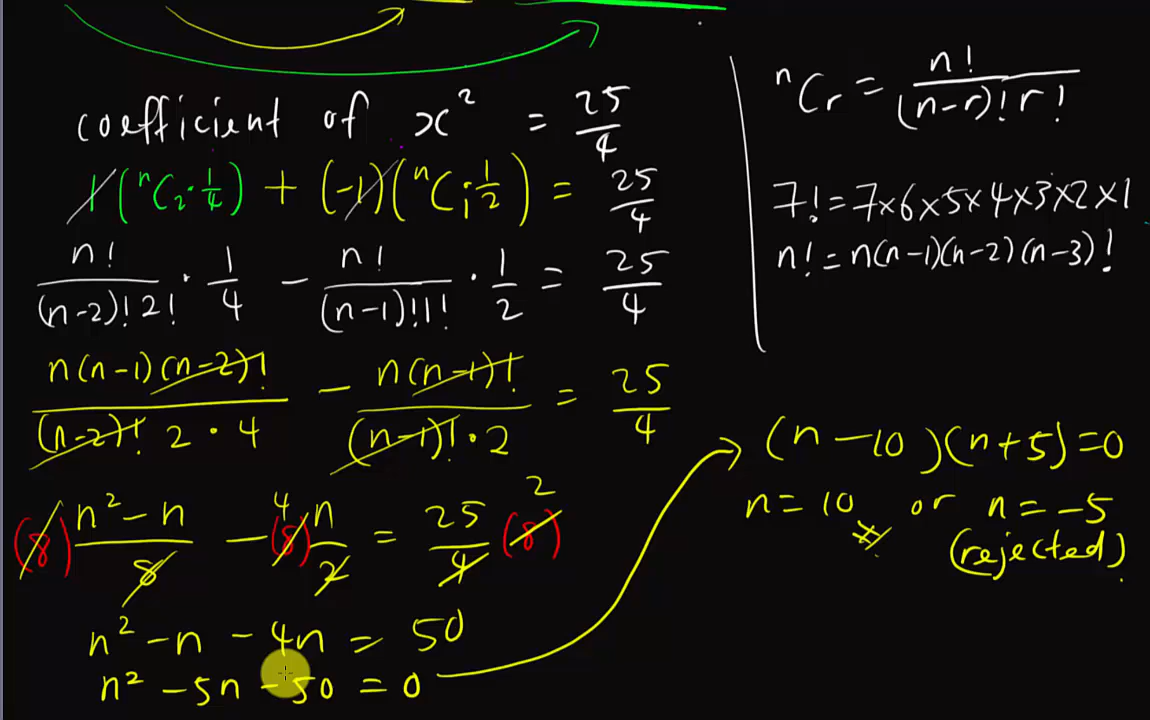 coefficient of x² = 25/4
1(ⁿC₂·1/4) + (-1)(ⁿC₁·1/2) = 25/4
n!/(n-2)!2! · 1/4 - n!/(n-1)!1! · 1/2 = 25/4
n(n-1)(n-2)!/(n-2)! 2·4 - n(n-1)!/(n-1)!·2 = 25/4
(8) n²-n/8 - 4(8) n/2 = 25/4 (8) 2
n² - n - 4n = 50
n² - 5n - 50 = 0
ⁿCr = n!/(n-r)!r!
7! = 7×6×5×4×3×2×1
n! = n(n-1)(n-2)(n-3)!
(n-10)(n+5)=0
n = 10 or n = -5
(rejected)